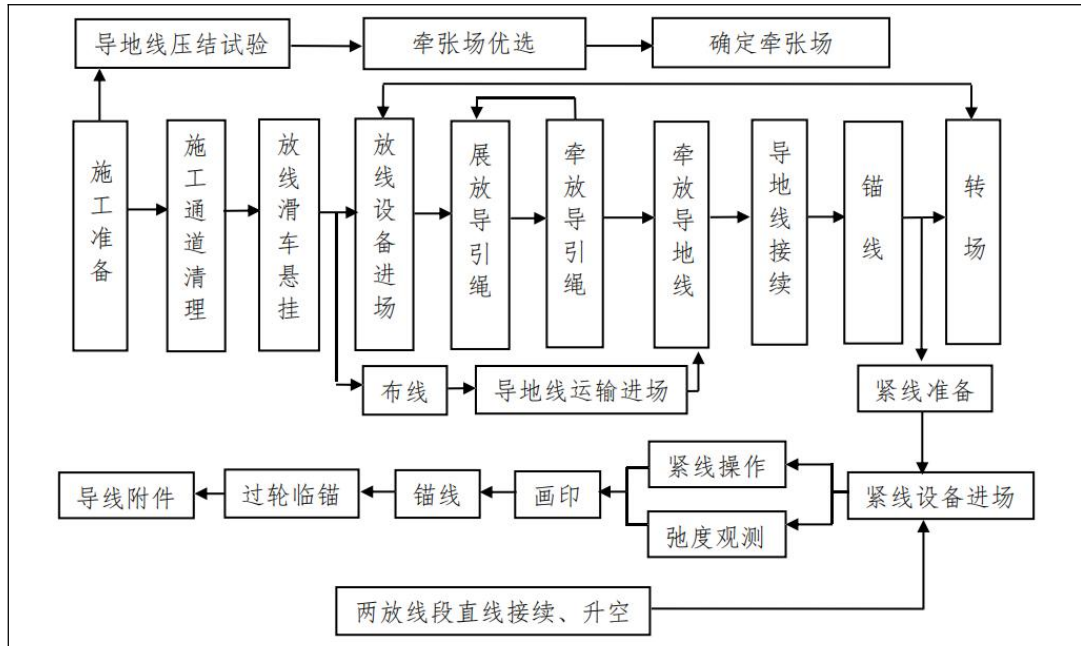 导地线压结试验
牵张场优选
确定牵张场
施工准备
施工通道清理
放线滑车悬挂
放线设备进场
展放导引绳
牵放导引绳
牵放导地线
导地线接续
锚线
转场
布线
导地线运输进场
紧线准备
导线附件
过轮临锚
锚线
画印
紧线操作
弛度观测
紧线设备进场
两放线段直线接续、升空